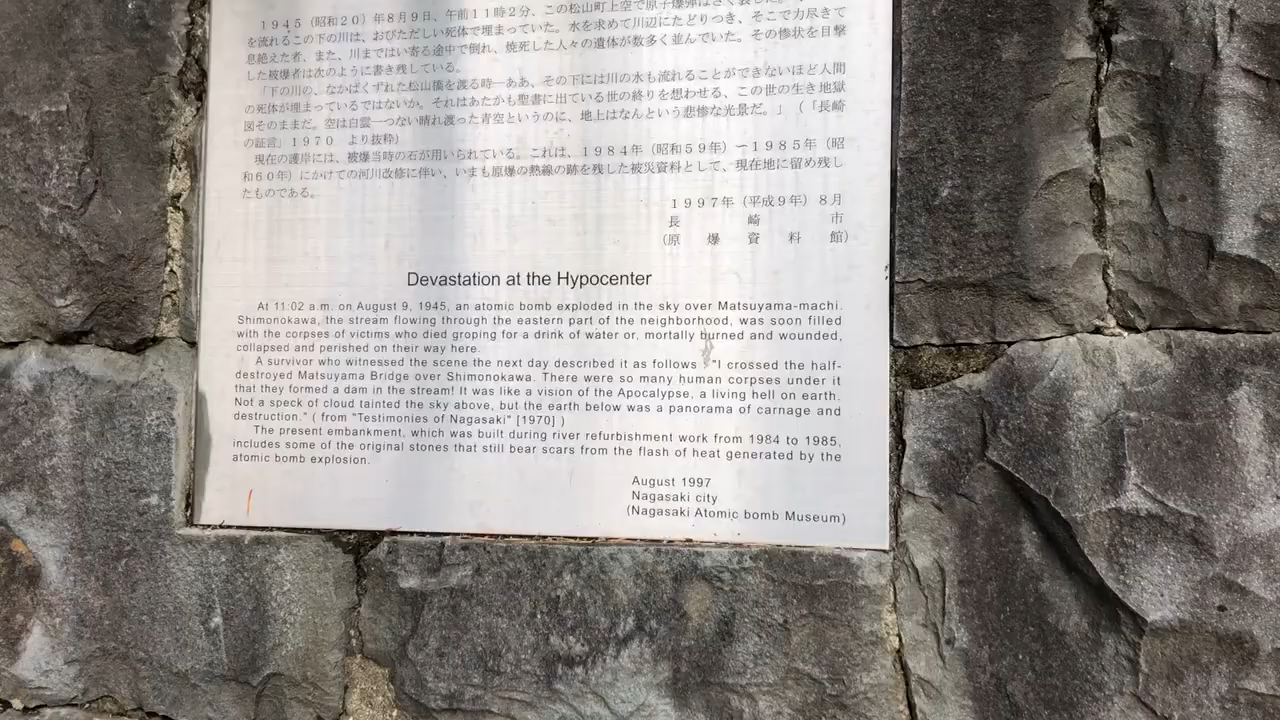 １９４５（昭和２０）年８月９日、午前１１時２分、この松山町上空で原子爆弾はさく裂した。
を流れるこの下の川は、おびただしい死体で埋まっていた。水を求めて川辺にたどりつき、そこで力尽きて
息絶えた者、また、川まではい寄る途中で倒れ、焼死した人々の遺体が数多く並んでいた。その惨状を目撃
した被爆者は次のように書き残している。
「下の川の、なかばくずれた松山橋を渡る時―ああ、その下には川の水も流れることができないほど人間
の死体が埋まっているではないか。それはあたかも聖書に出ている世の終りを想わせる、この世の生き地獄
図そのままだ。空は白雲一つない晴れ渡った青空というのに、地上はなんという悲惨な光景だ。」（「長崎
の証言」１９７０　より抜粋）
現在の護岸には、被爆当時の石が用いられている。これは、１９８４年（昭和５９年）〜１９８５年（昭
和６０年）にかけての河川改修に伴い、いまも原爆の熱線の跡を残した被災資料として、現在地に留め残し
たものである。
１９９７年（平成９年）８月
長崎市
（原爆資料館）
Devastation at the Hypocenter
At 11:02 a.m. on August 9, 1945, an atomic bomb exploded in the sky over Matsuyama-machi.
Shimonokawa, the stream flowing through the eastern part of the neighborhood, was soon filled
with the corpses of victims who died groping for a drink of water or, mortally burned and wounded,
collapsed and perished on their way here.
A survivor who witnessed the scene the next day described it as follows : "I crossed the half-
destroyed Matsuyama Bridge over Shimonokawa. There were so many human corpses under it
that they formed a dam in the stream! It was like a vision of the Apocalypse, a living hell on earth.
Not a speck of cloud tainted the sky above, but the earth below was a panorama of carnage and
destruction." ( from "Testimonies of Nagasaki" [1970] )
The present embankment, which was built during river refurbishment work from 1984 to 1985,
includes some of the original stones that still bear scars from the flash of heat generated by the
atomic bomb explosion.
August 1997
Nagasaki city
(Nagasaki Atomic bomb Museum)